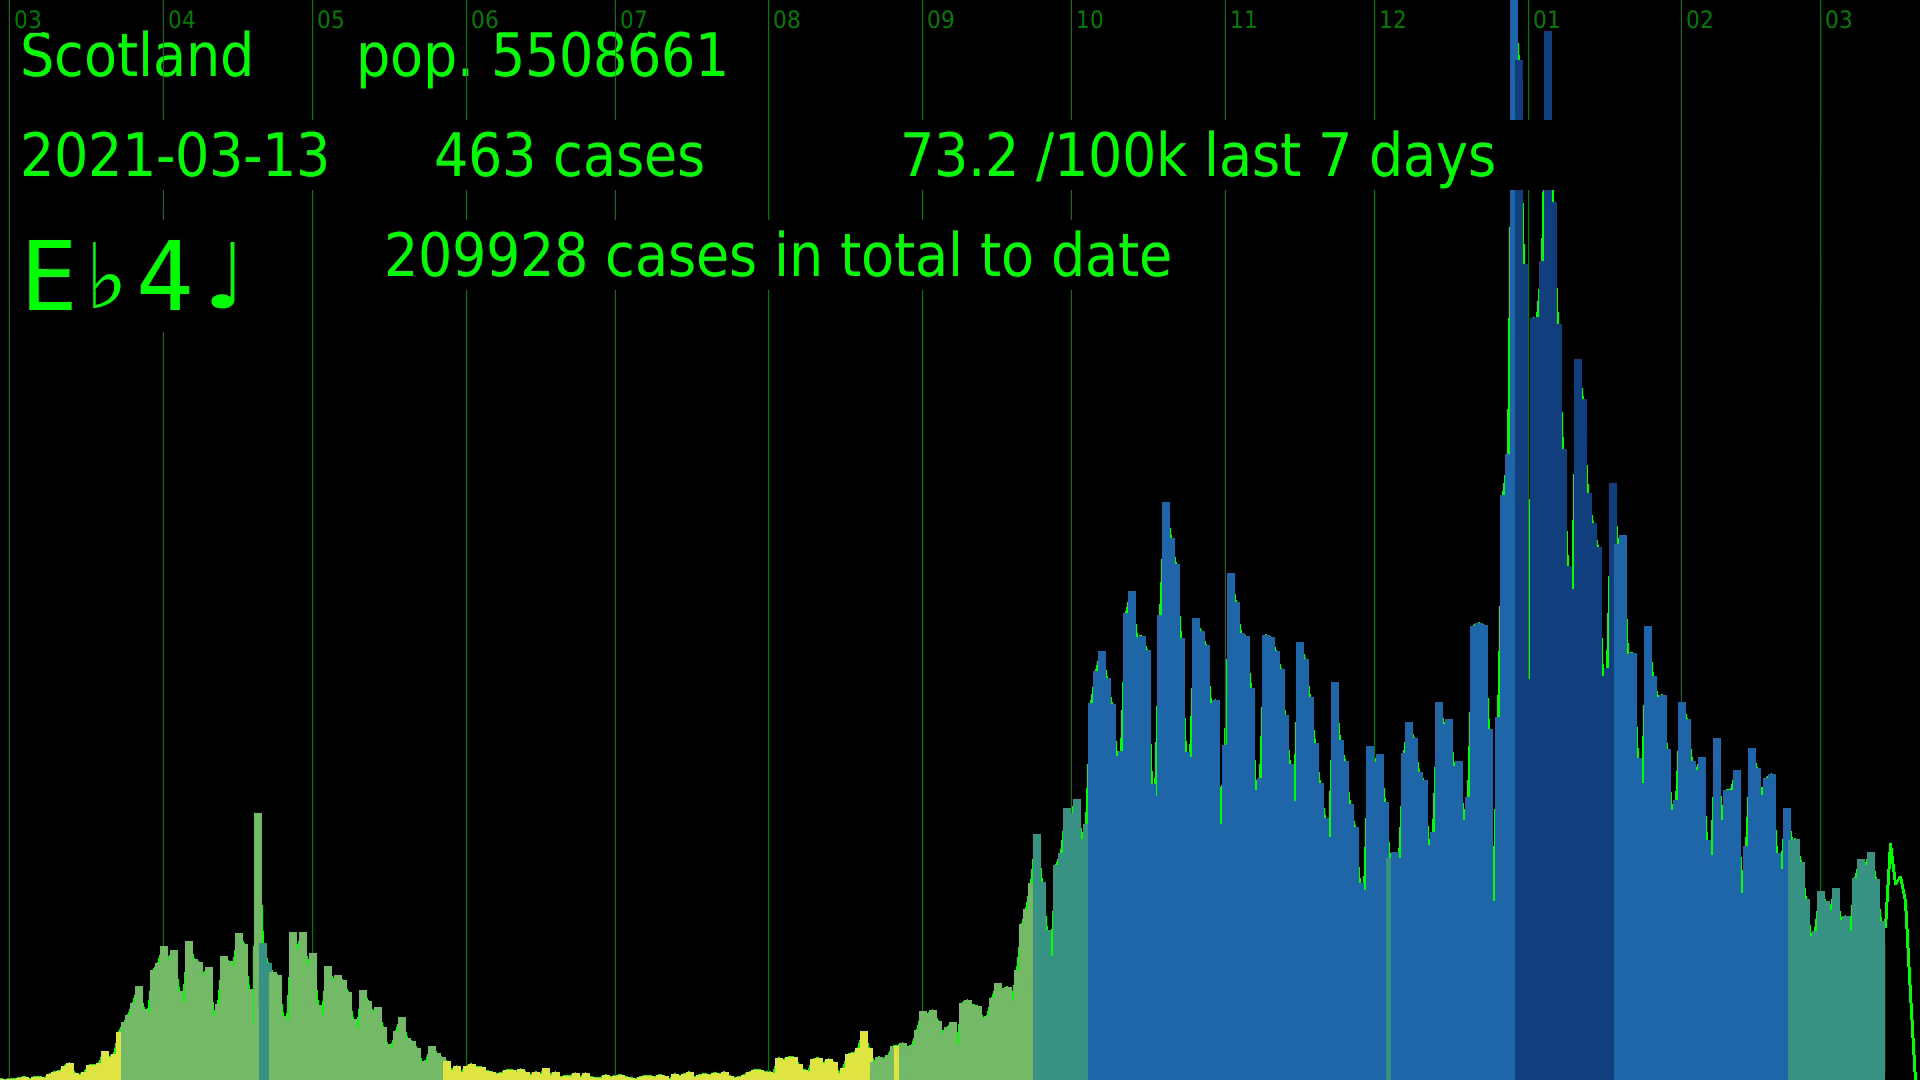 03 04 05 06 07 08 09 10 11 12 01 02 03
Scotland pop. 5508661
2021-03-13 463 cases 73.2 /100k last 7 days
E♭4♩ 209928 cases in total to date